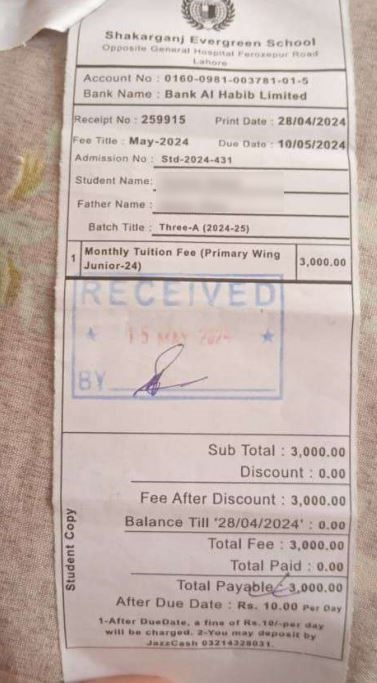 Shakarganj Evergreen School
Opposite General Hospital Ferozepur Road
Lahore
Account No : 0160-0981-003781-01-5
Bank Name : Bank Al Habib Limited
Receipt No : 259915 Print Date : 28/04/2024
Fee Title : May-2024 Due Date : 10/05/2024
Admission No : Std-2024-431
Student Name:
Father Name :
Batch Title : Three-A (2024-25)
1 Monthly Tuition Fee (Primary Wing Junior-24) 3,000.00
RECEIVED
15 MAY 2024
BY
Sub Total : 3,000.00
Discount : 0.00
Fee After Discount : 3,000.00
Balance Till '28/04/2024' : 0.00
Total Fee : 3,000.00
Total Paid : 0.00
Total Payable : 3,000.00
After Due Date : Rs. 10.00 Per Day
1-After DueDate, a fine of Rs.10/-per day
will be charged. 2-You may deposit by
JazzCash 03214328031.
Student Copy